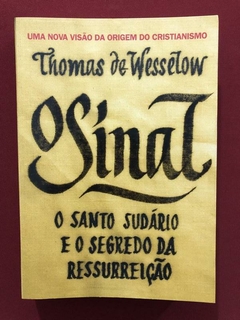 UMA NOVA VISÃO DA ORIGEM DO CRISTIANISMO
Thomas de Wesselow
O Sinal
O SANTO SUDÁRIO
E O SEGREDO DA
RESSURREIÇÃO